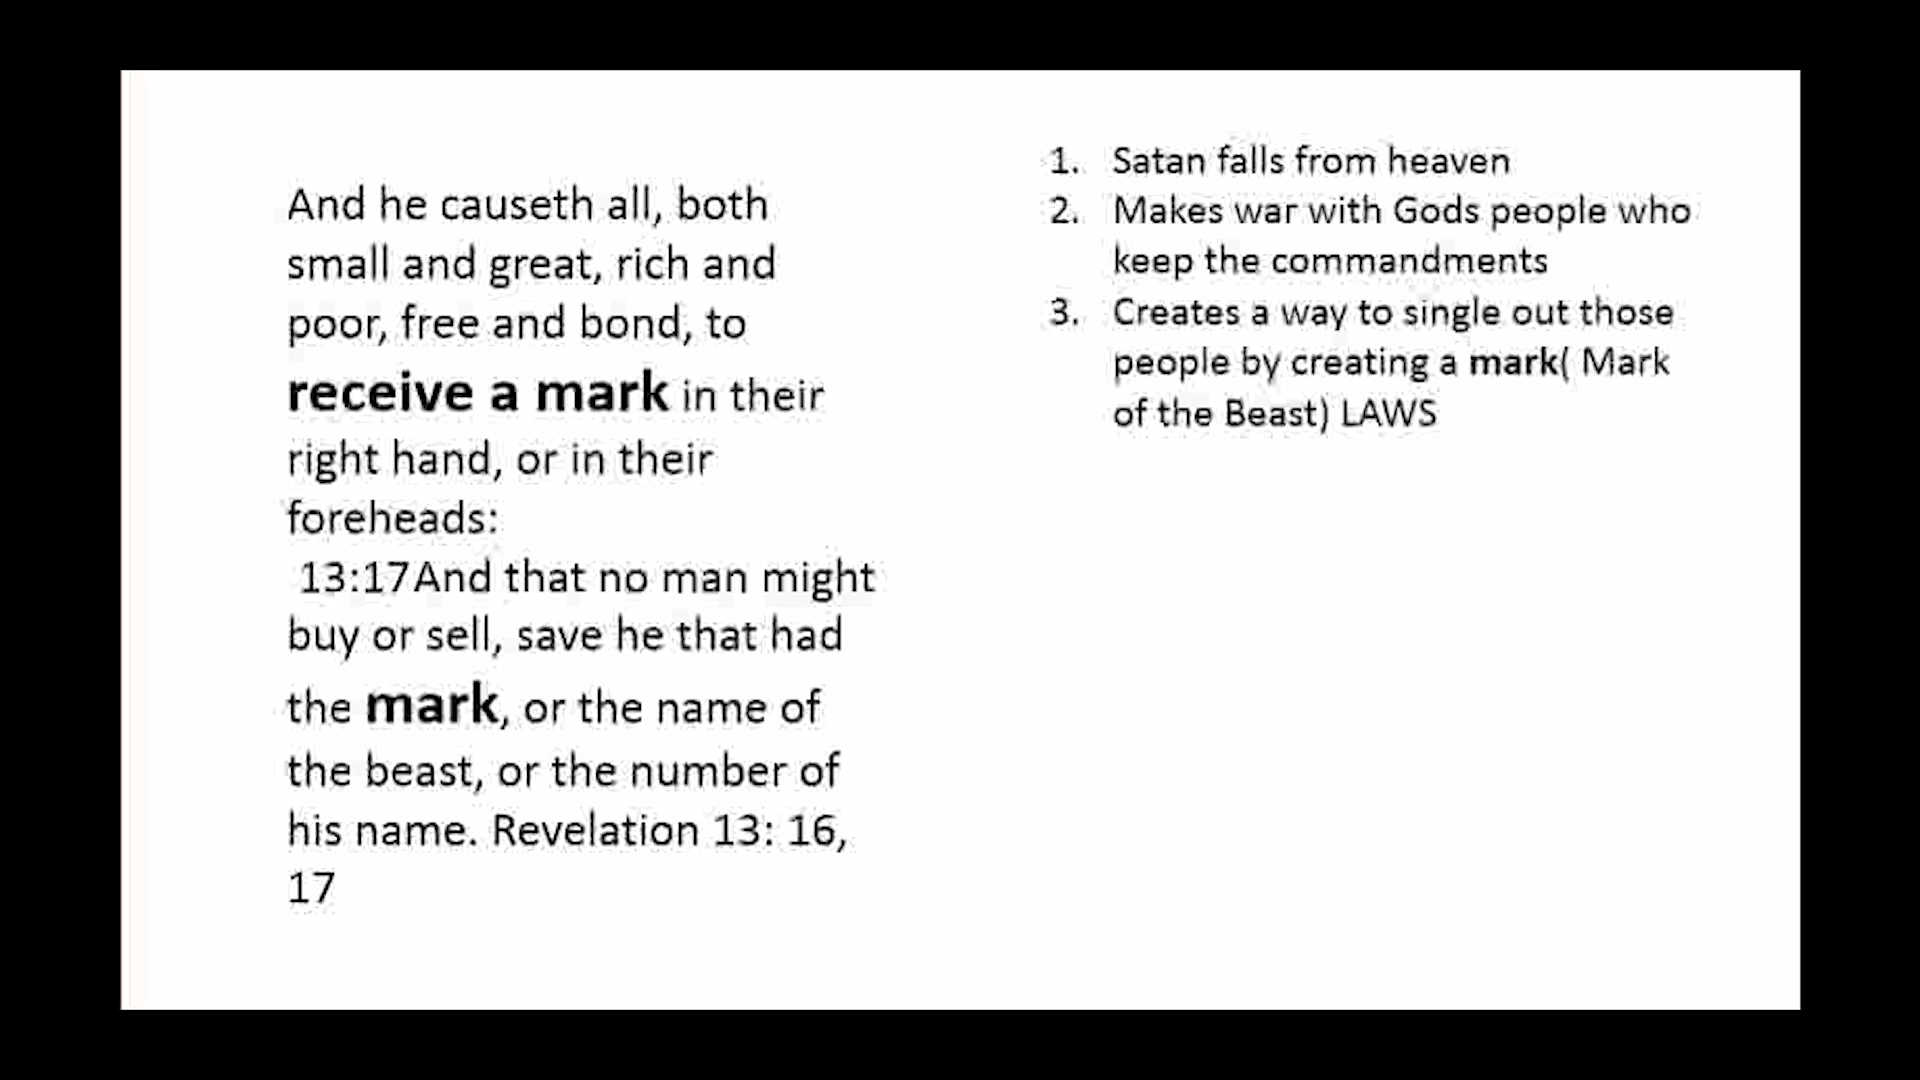 And he causeth all, both
small and great, rich and
poor, free and bond, to
receive a mark in their
right hand, or in their
foreheads:
13:17And that no man might
buy or sell, save he that had
the mark, or the name of
the beast, or the number of
his name. Revelation 13: 16,
17
1. Satan falls from heaven
2. Makes war with Gods people who
keep the commandments
3. Creates a way to single out those
people by creating a mark( Mark
of the Beast) LAWS